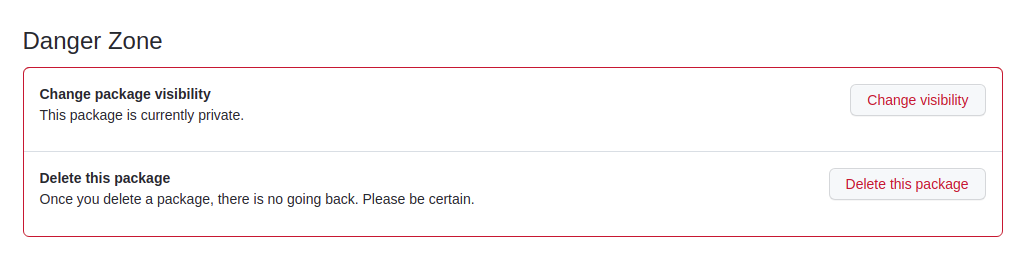 Danger Zone
Change package visibility
This package is currently private.
Change visibility
Delete this package
Once you delete a package, there is no going back. Please be certain.
Delete this package